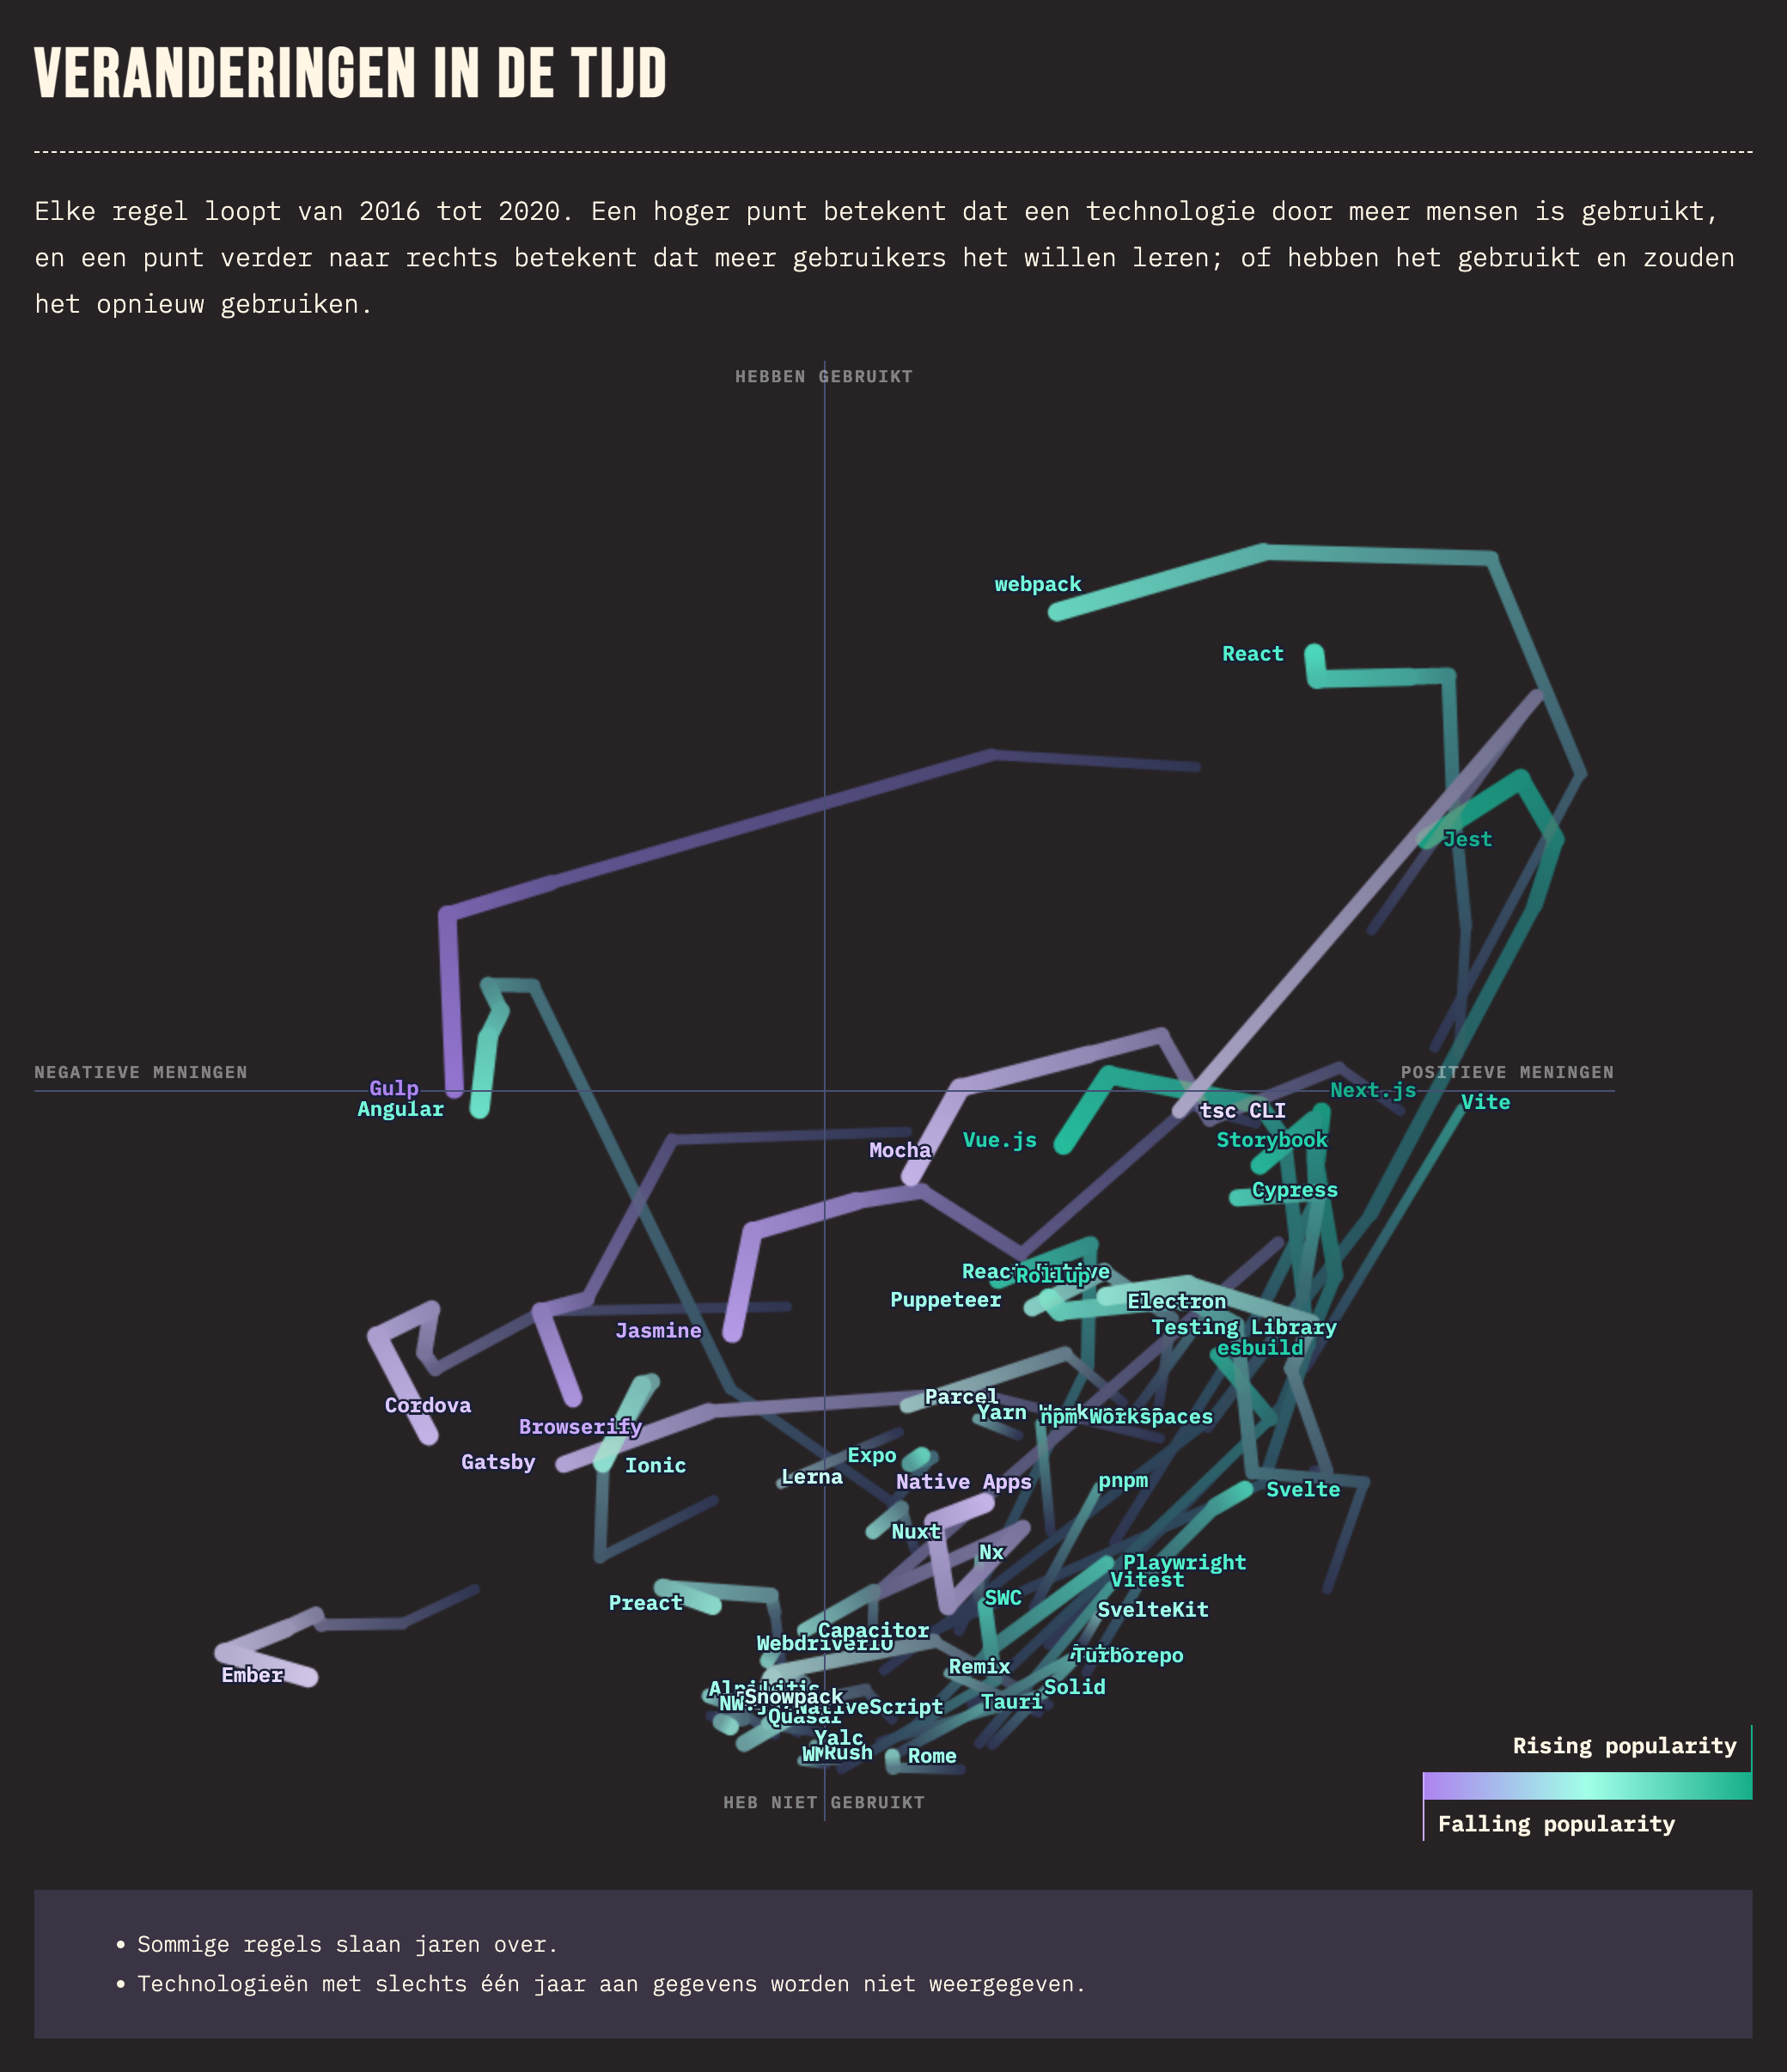 VERANDERINGEN IN DE TIJD
Elke regel loopt van 2016 tot 2020. Een hoger punt betekent dat een technologie door meer mensen is gebruikt,
en een punt verder naar rechts betekent dat meer gebruikers het willen leren; of hebben het gebruikt en zouden
het opnieuw gebruiken.
HEBBEN GEBRUIKT
webpack
React
Jest
NEGATIEVE MENINGEN
POSITIEVE MENINGEN
Gulp
Next.js
Angular
Vite
tsc CLI
Mocha
Vue.js
Storybook
Cypress
React Native
Rollup
Puppeteer
Electron
Jasmine
Testing Library
esbuild
Parcel
Cordova
Yarn
npm Workspaces
Browserify
Expo
Gatsby
Ionic
Lerna
Native Apps
pnpm
Svelte
Nuxt
Nx
Playwright
Vitest
Preact
SWC
SvelteKit
Capacitor
WebdriverIO
Turborepo
Remix
Ember
Solid
Snowpack
NativeScript
Tauri
Quasar
Yalc
Rush
Rome
HEB NIET GEBRUIKT
Rising popularity
Falling popularity
• Sommige regels slaan jaren over.
• Technologieën met slechts één jaar aan gegevens worden niet weergegeven.